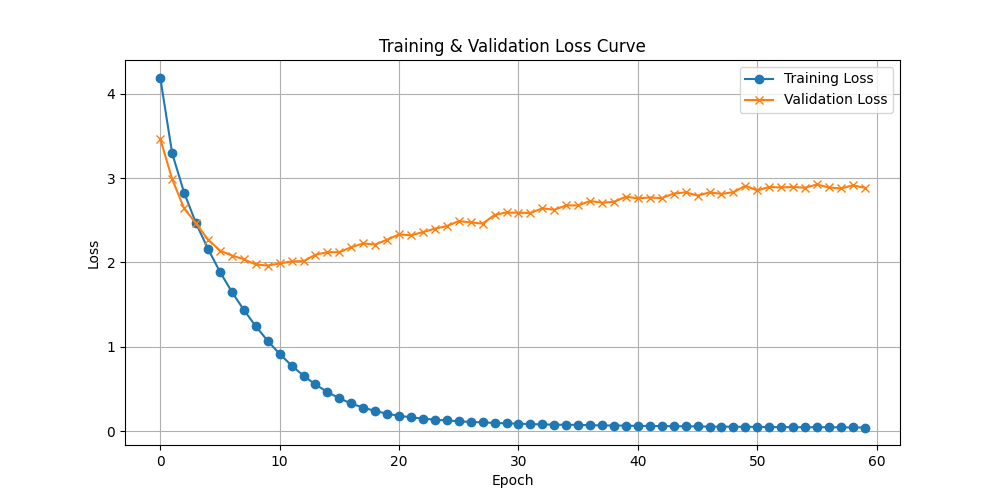 Training & Validation Loss Curve
Training Loss
Validation Loss
Loss
4
3
2
1
0
0 10 20 30 40 50 60
Epoch